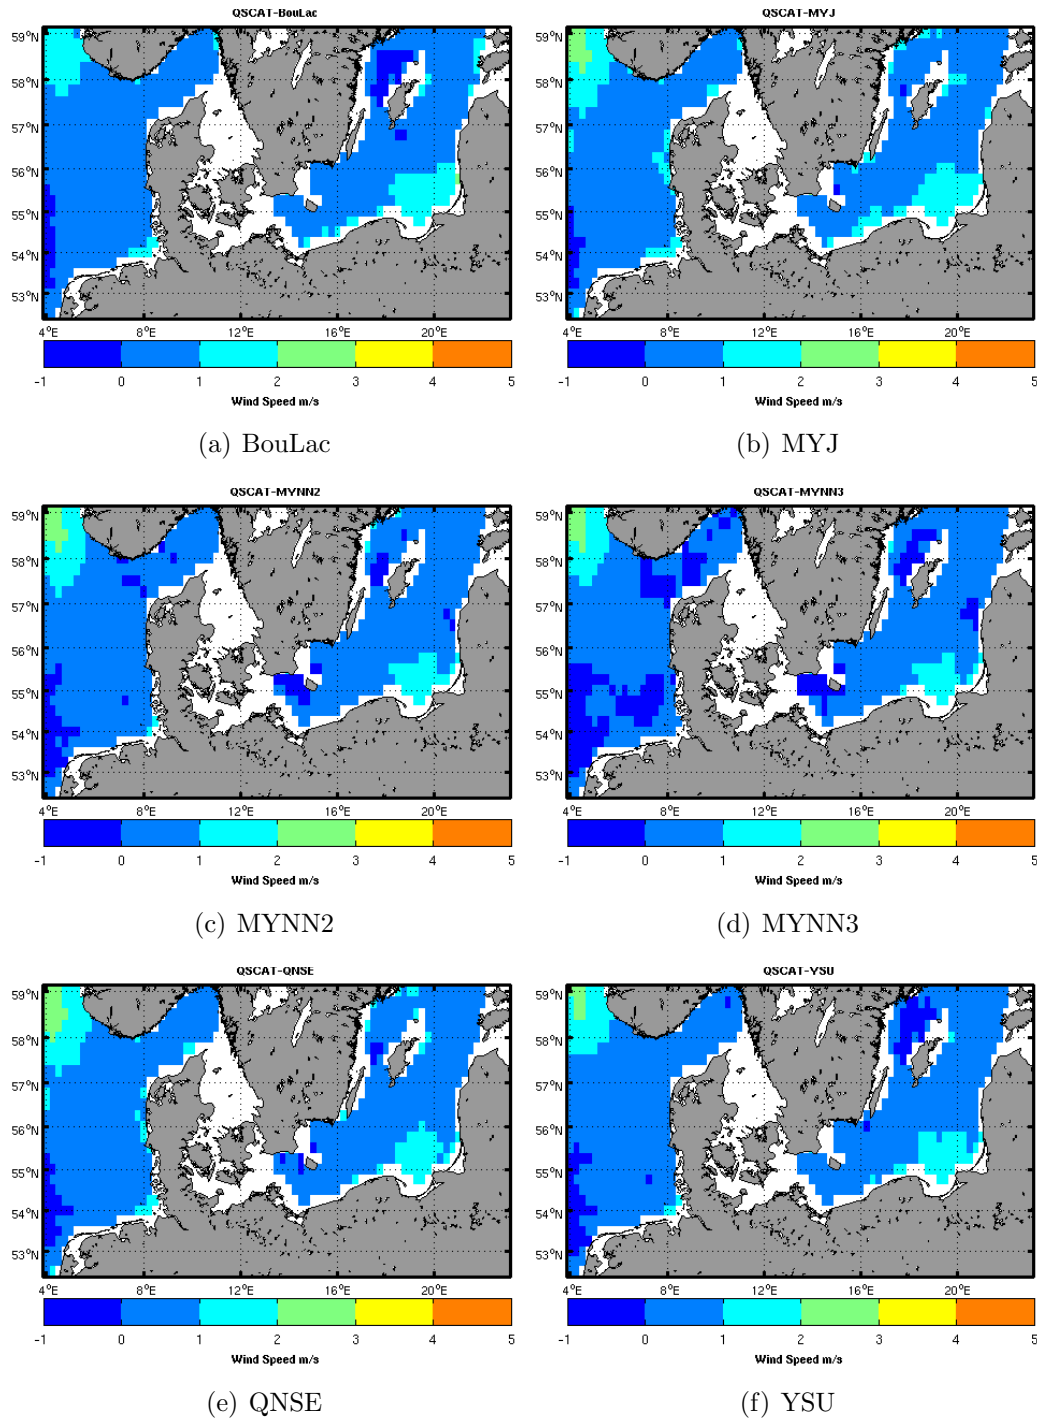 QSCAT-BouLac QSCAT-MYJ
59°N 59°N
58°N 58°N
57°N 57°N
56°N 56°N
55°N 55°N
54°N 54°N
53°N 53°N
4°E 8°E 12°E 16°E 20°E 4°E 8°E 12°E 16°E 20°E
-1 0 1 2 3 4 5 -1 0 1 2 3 4 5
Wind Speed m/s Wind Speed m/s
(a) BouLac (b) MYJ
QSCAT-MYNN2 QSCAT-MYNN3
59°N 59°N
58°N 58°N
57°N 57°N
56°N 56°N
55°N 55°N
54°N 54°N
53°N 53°N
4°E 8°E 12°E 16°E 20°E 4°E 8°E 12°E 16°E 20°E
-1 0 1 2 3 4 5 -1 0 1 2 3 4 5
Wind Speed m/s Wind Speed m/s
(c) MYNN2 (d) MYNN3
QSCAT-QNSE QSCAT-YSU
59°N 59°N
58°N 58°N
57°N 57°N
56°N 56°N
55°N 55°N
54°N 54°N
53°N 53°N
4°E 8°E 12°E 16°E 20°E 4°E 8°E 12°E 16°E 20°E
-1 0 1 2 3 4 5 -1 0 1 2 3 4 5
Wind Speed m/s Wind Speed m/s
(e) QNSE (f) YSU